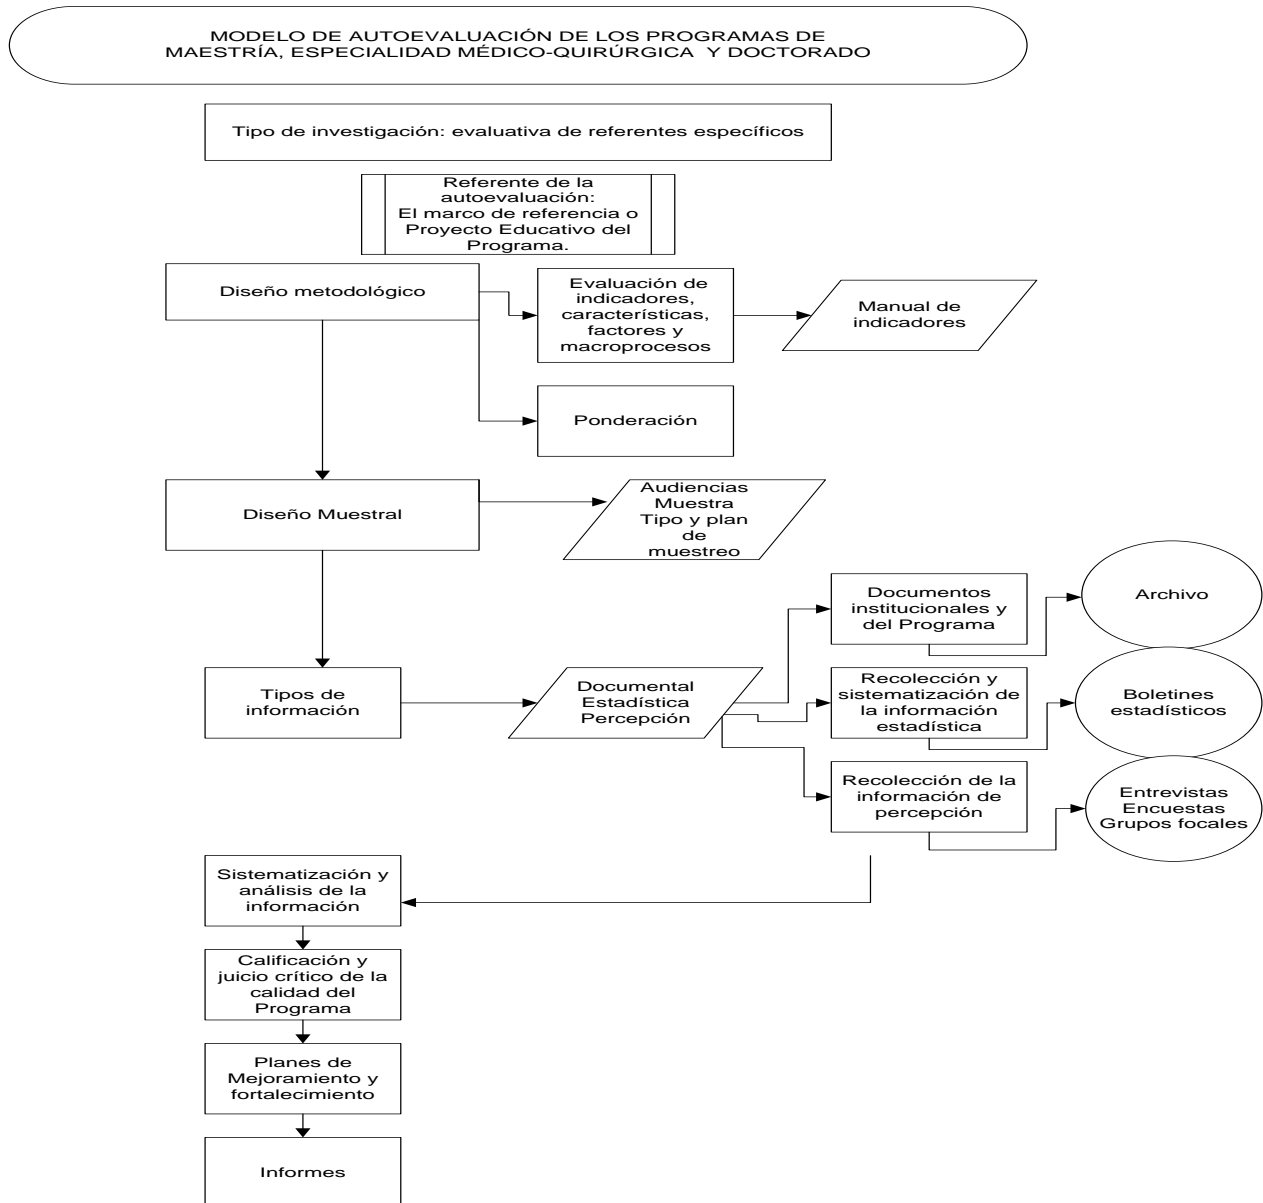 MODELO DE AUTOEVALUACIÓN DE LOS PROGRAMAS DE
MAESTRÍA, ESPECIALIDAD MÉDICO-QUIRÚRGICA Y DOCTORADO
Tipo de investigación: evaluativa de referentes específicos
Referente de la
autoevaluación:
El marco de referencia o
Proyecto Educativo del
Programa.
Diseño metodológico
Evaluación de
indicadores,
características,
factores y
macroprocesos
Manual de
indicadores
Ponderación
Diseño Muestral
Audiencias
Muestra
Tipo y plan
de
muestreo
Documentos
institucionales y
del Programa
Archivo
Tipos de
información
Documental
Estadística
Percepción
Recolección y
sistematización de
la información
estadística
Boletines
estadísticos
Recolección de la
información de
percepción
Entrevistas
Encuestas
Grupos focales
Sistematización y
análisis de la
información
Calificación y
juicio crítico de la
calidad del
Programa
Planes de
Mejoramiento y
fortalecimiento
Informes